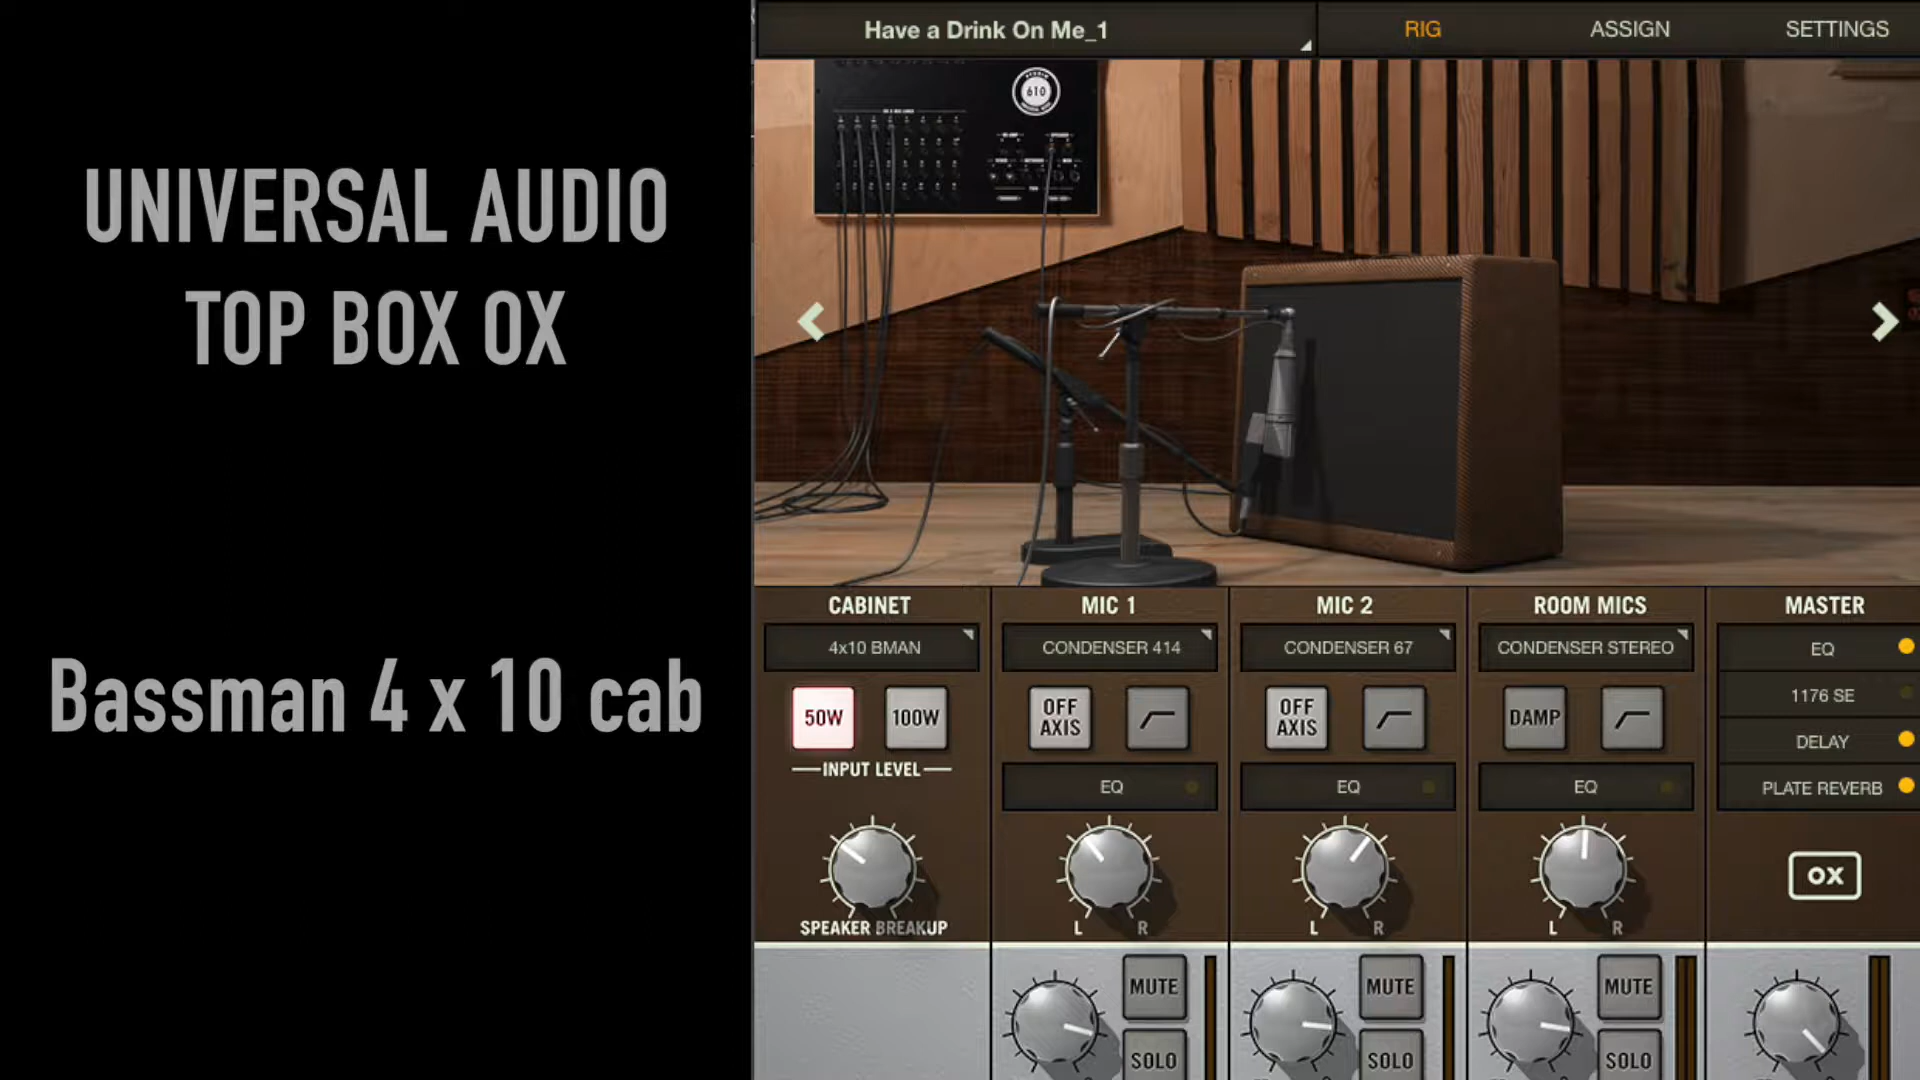 UNIVERSAL AUDIO
TOP BOX OX
Bassman 4 x 10 cab
Have a Drink On Me_1
RIG
ASSIGN
SETTINGS
610
CABINET
4x10 BMAN
50W
100W
INPUT LEVEL
SPEAKER BREAKUP
MIC 1
CONDENSER 414
OFF
AXIS
EQ
L R
MUTE
SOLO
MIC 2
CONDENSER 67
OFF
AXIS
EQ
L R
MUTE
SOLO
ROOM MICS
CONDENSER STEREO
DAMP
EQ
L R
MUTE
SOLO
MASTER
EQ
1176 SE
DELAY
PLATE REVERB
OX